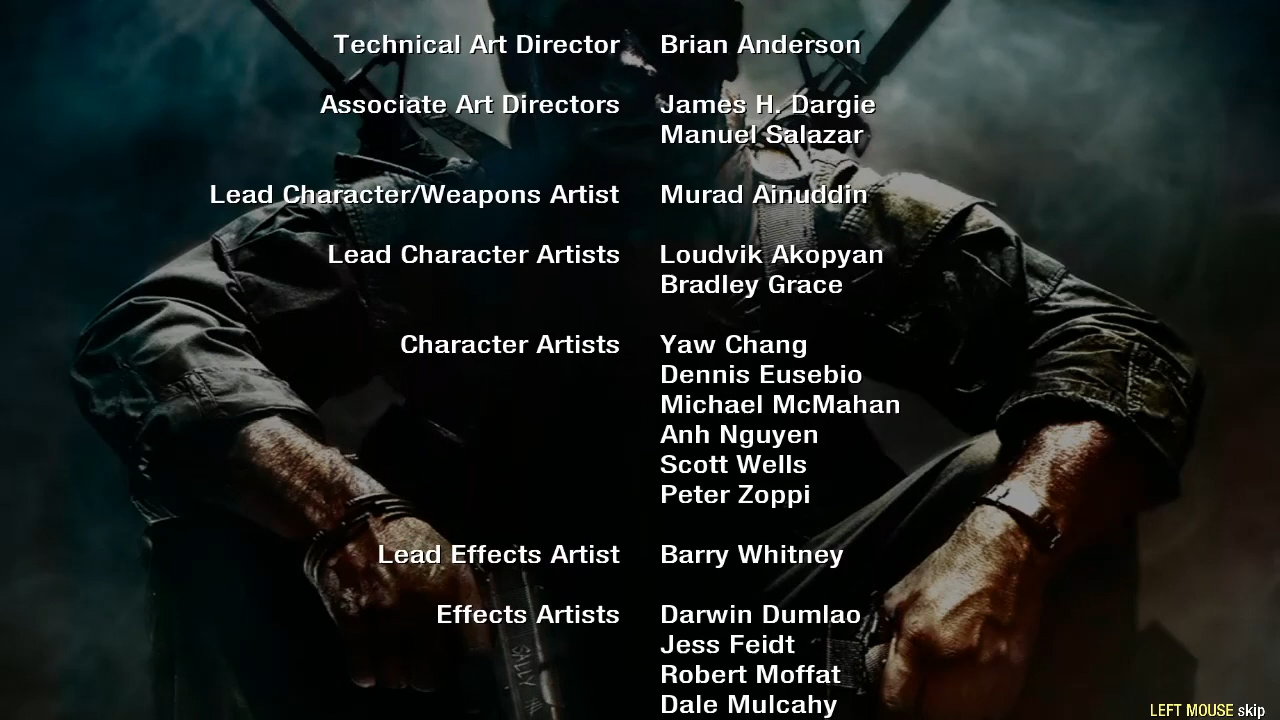 Technical Art Director Brian Anderson
Associate Art Directors James H. Dargie
Manuel Salazar
Lead Character/Weapons Artist Murad Ainuddin
Lead Character Artists Loudvik Akopyan
Bradley Grace
Character Artists Yaw Chang
Dennis Eusebio
Michael McMahan
Anh Nguyen
Scott Wells
Peter Zoppi
Lead Effects Artist Barry Whitney
Effects Artists Darwin Dumlao
Jess Feidt
Robert Moffat
Dale Mulcahy
SALLY
LEFT MOUSE skip